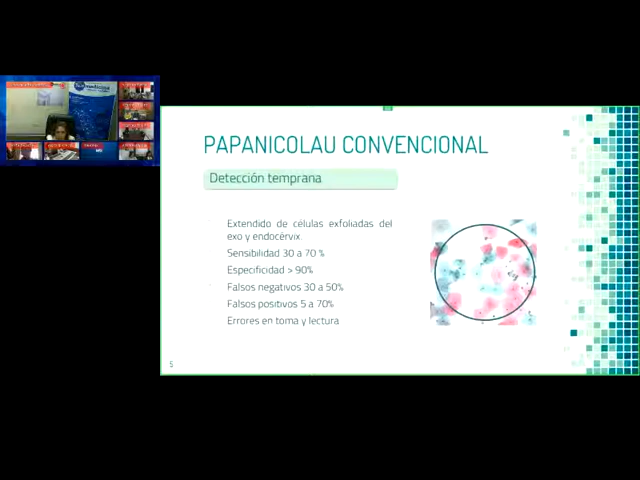 PAPANICOLAU CONVENCIONAL
Detección temprana
Extendido de células exfoliadas del
exo y endocérvix.
Sensibilidad 30 a 70 %
Especificidad > 90%
Falsos negativos 30 a 50%
Falsos positivos 5 a 70%
Errores en toma y lectura
5